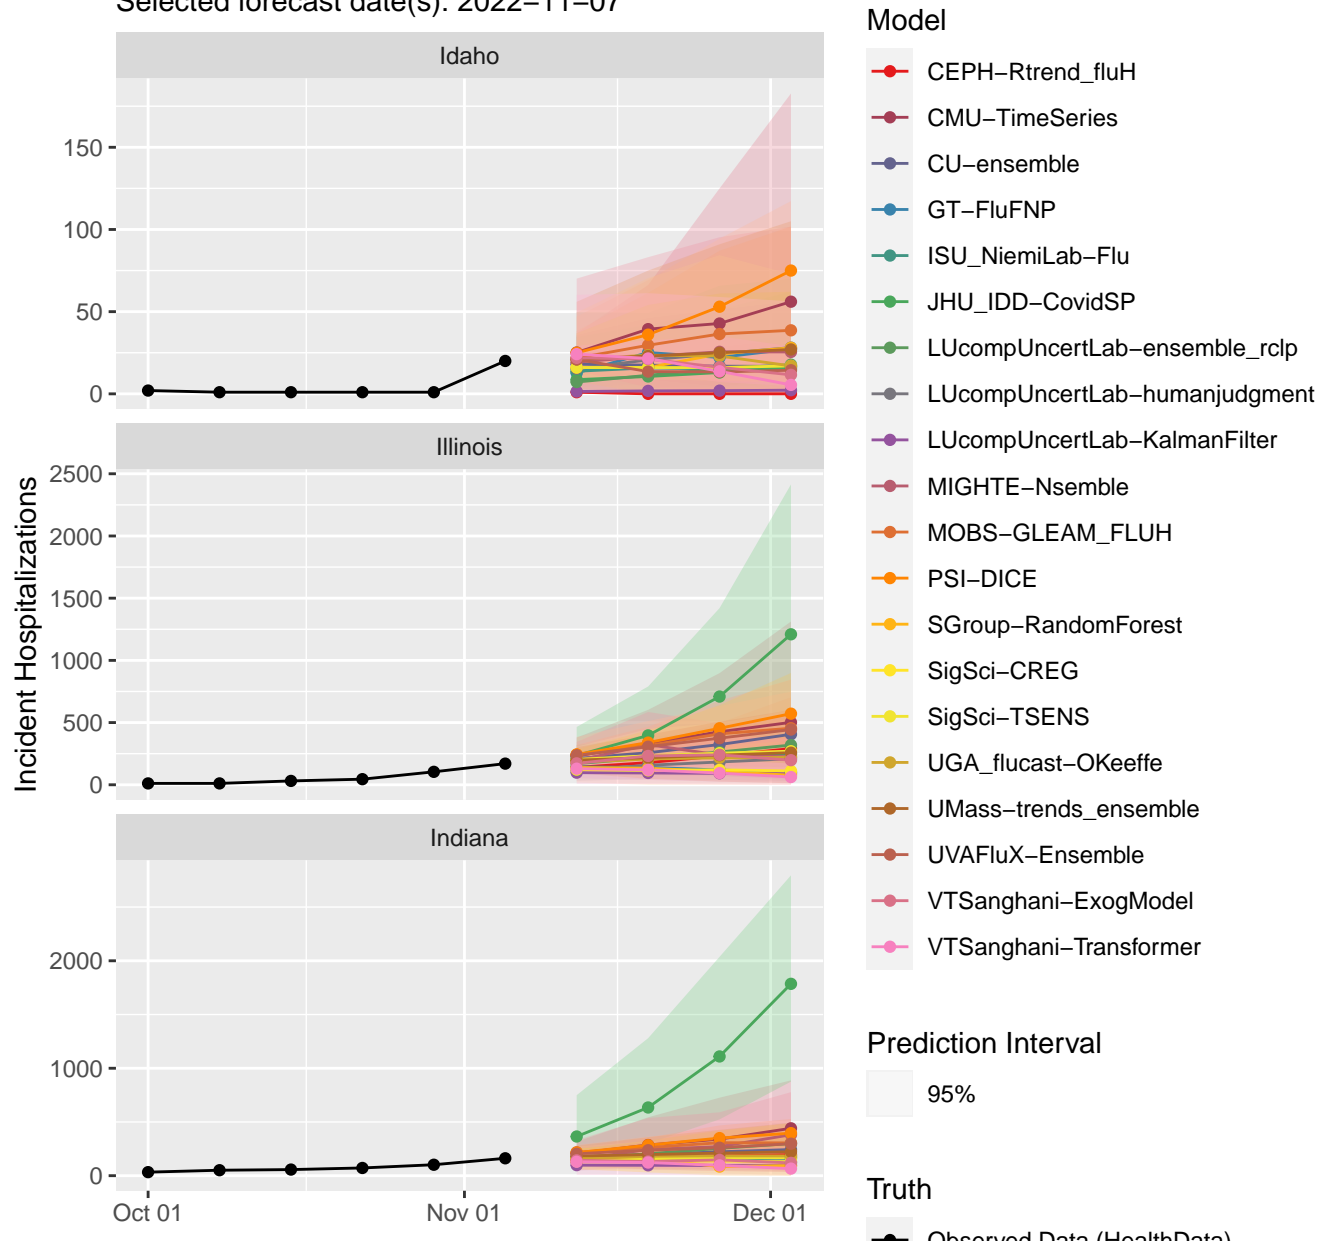 Selected forecast date(s): 2022−11−07
Idaho
150
100
50
0
Illinois
2500
2000
1500
1000
500
0
Indiana
2000
1000
0
Oct 01
Nov 01
Dec 01
Incident Hospitalizations
Model
CEPH−Rtrend_fluH
CMU−TimeSeries
CU−ensemble
GT−FluFNP
ISU_NiemiLab−Flu
JHU_IDD−CovidSP
LUcompUncertLab−ensemble_rclp
LUcompUncertLab−humanjudgment
LUcompUncertLab−KalmanFilter
MIGHTE−Nsemble
MOBS−GLEAM_FLUH
PSI−DICE
SGroup−RandomForest
SigSci−CREG
SigSci−TSENS
UGA_flucast−OKeeffe
UMass−trends_ensemble
UVAFluX−Ensemble
VTSanghani−ExogModel
VTSanghani−Transformer
Prediction Interval
95%
Truth
Observed Data (HealthData)